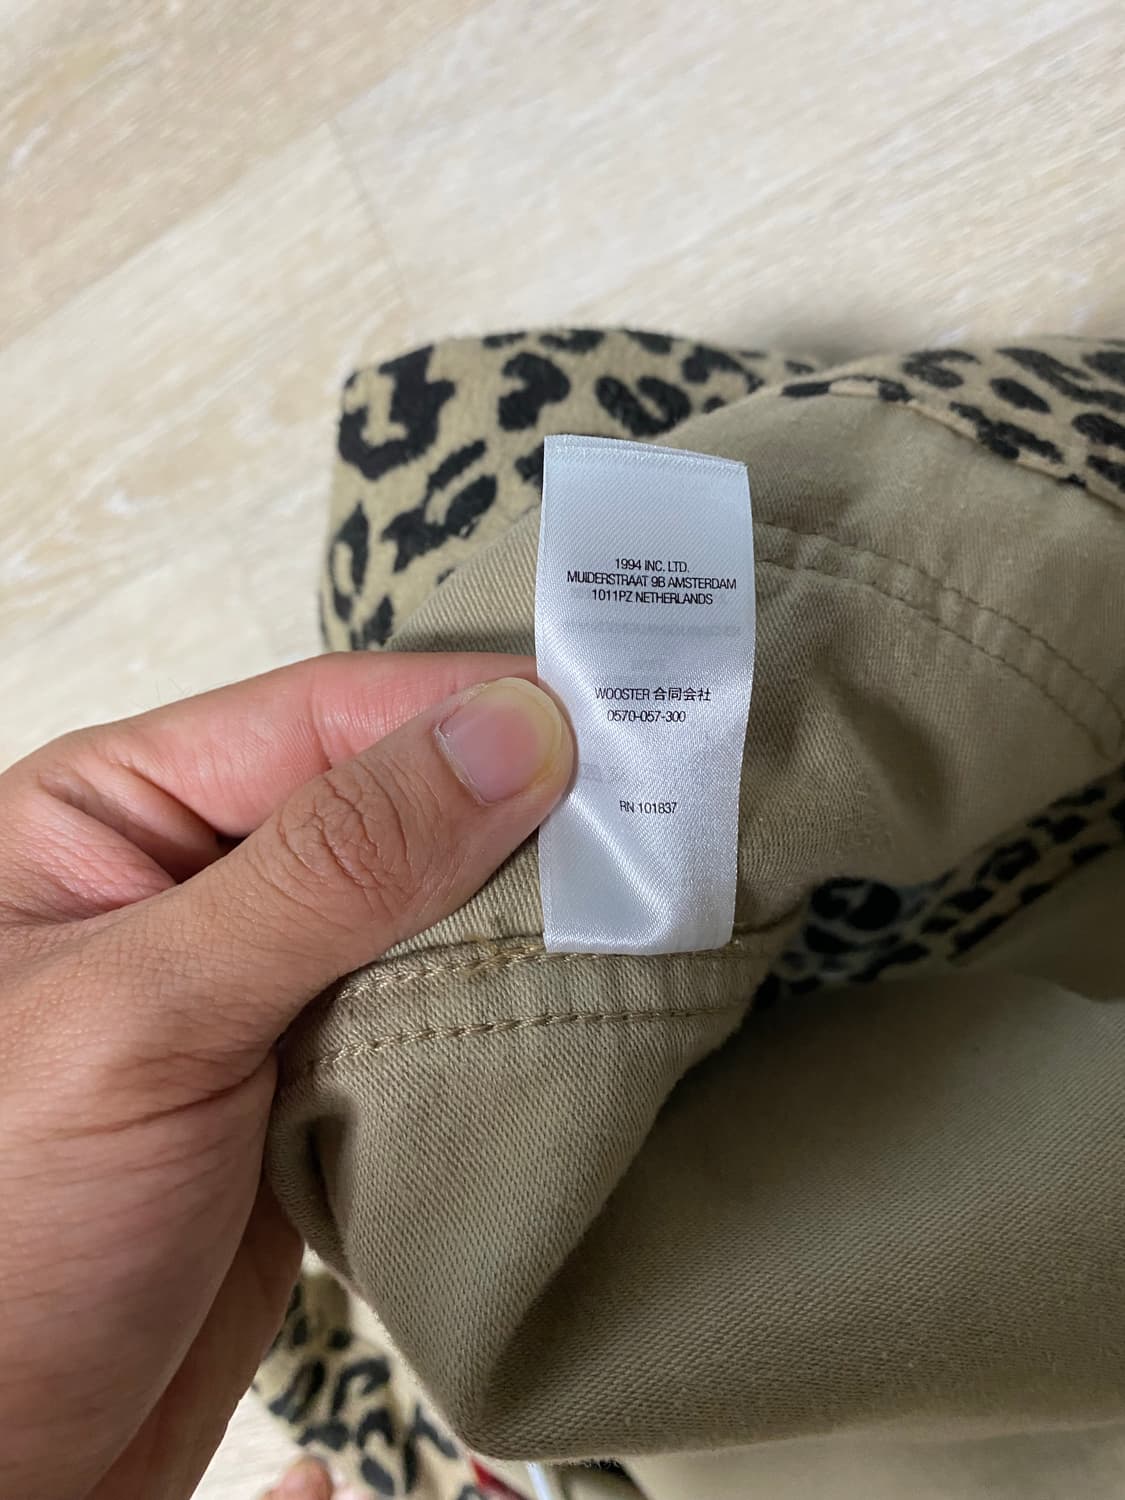 1994 INC. LTD.
MUIDERSTRAAT 9B AMSTERDAM
1011PZ NETHERLANDS
WOOSTER 合同会社
0570-057-300
RN 101837